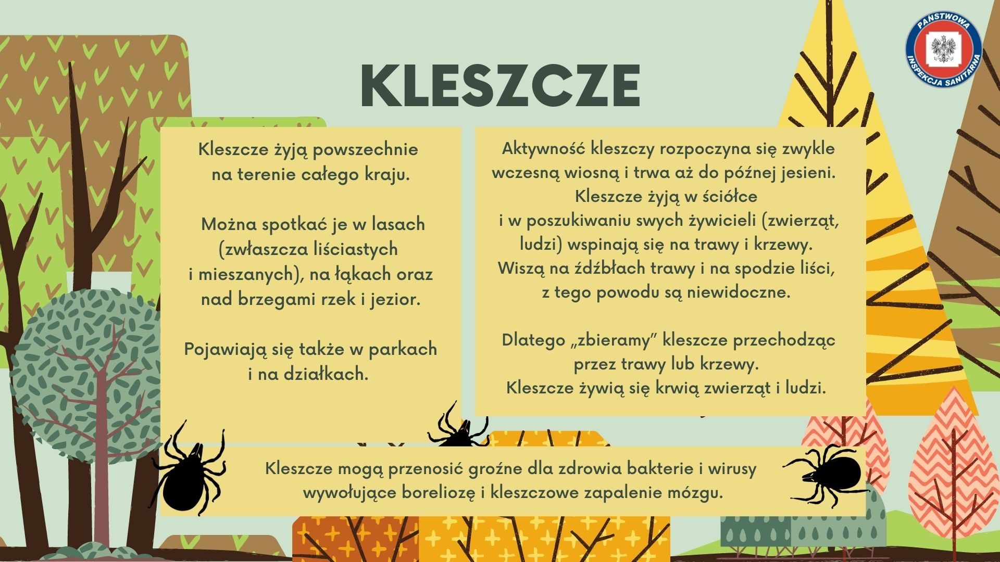 PAŃSTWOWA
INSPEKCJA SANITARNA
KLESZCZE
Kleszcze żyją powszechnie
na terenie całego kraju.
Można spotkać je w lasach
(zwłaszcza liściastych
i mieszanych), na łąkach oraz
nad brzegami rzek i jezior.
Pojawiają się także w parkach
i na działkach.
Aktywność kleszczy rozpoczyna się zwykle
wczesną wiosną i trwa aż do późnej jesieni.
Kleszcze żyją w ściółce
i w poszukiwaniu swych żywicieli (zwierząt,
ludzi) wspinają się na trawy i krzewy.
Wiszą na źdźbłach trawy i na spodzie liści,
z tego powodu są niewidoczne.
Dlatego „zbieramy” kleszcze przechodząc
przez trawy lub krzewy.
Kleszcze żywią się krwią zwierząt i ludzi.
Kleszcze mogą przenosić groźne dla zdrowia bakterie i wirusy
wywołujące boreliozę i kleszczowe zapalenie mózgu.